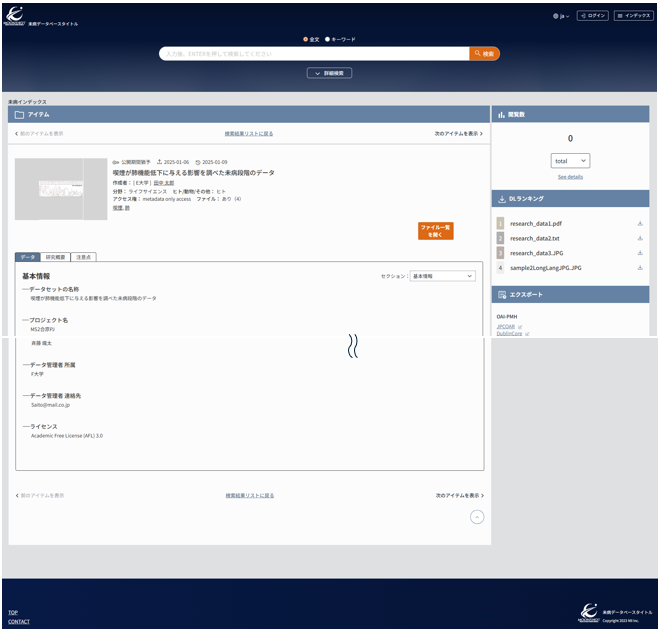 未病データベースタイトル
ja
ログイン
インデックス
全文
キーワード
入力後、ENTERを押して検索してください
検索
詳細検索
未病インデックス
アイテム
前のアイテムを表示
検索結果リストに戻る
次のアイテムを表示
公開期間猶予 2025-01-06 2025-01-09
喫煙が肺機能低下に与える影響を調べた未病段階のデータ
作成者： [ E大学 ] 田中 太郎
分野： ライフサイエンス ヒト/動物/その他： ヒト
アクセス権： metadata only access ファイル： あり（4）
喫煙, 肺
ファイル一覧
を開く
データ
研究概要
注意点
基本情報
セクション：
基本情報
データセットの名称
喫煙が肺機能低下に与える影響を調べた未病段階のデータ
プロジェクト名
MS2合原PJ
斉藤 颯太
データ管理者 所属
F大学
データ管理者 連絡先
Saito@mail.co.jp
ライセンス
Academic Free License (AFL) 3.0
前のアイテムを表示
検索結果リストに戻る
次のアイテムを表示
閲覧数
0
total
See details
DLランキング
1 research_data1.pdf
2 research_data2.txt
3 research_data3.JPG
4 sample2LongLangJPG.JPG
エクスポート
OAI-PMH
JPCOAR
DublinCore
TOP
CONTACT
未病データベースタイトル
Copyright 2023 NII Inc.